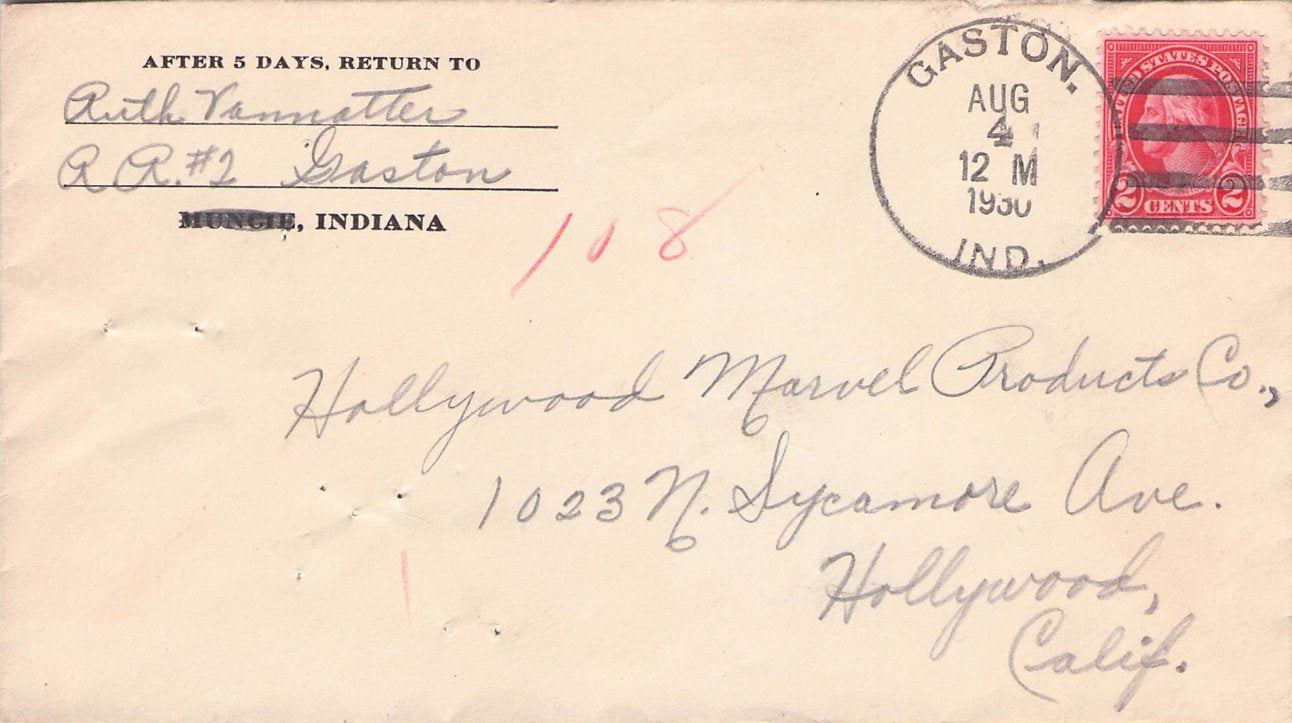 AFTER 5 DAYS, RETURN TO
Ruth Vannatter
R R. #2 Gaston
MUNCIE, INDIANA
108
GASTON.
AUG
4
12 M
1930
IND.
UNITED STATES POSTAGE
2 CENTS 2
Hollywood Marvel Products Co.,
1023 N. Sycamore Ave.
Hollywood,
Calif.